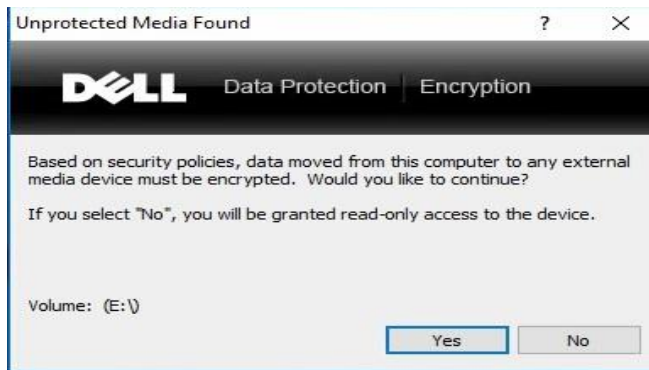 Unprotected Media Found ? X
DELL Data Protection | Encryption
Based on security policies, data moved from this computer to any external
media device must be encrypted. Would you like to continue?
If you select "No", you will be granted read-only access to the device.
Volume: (E:\)
Yes No